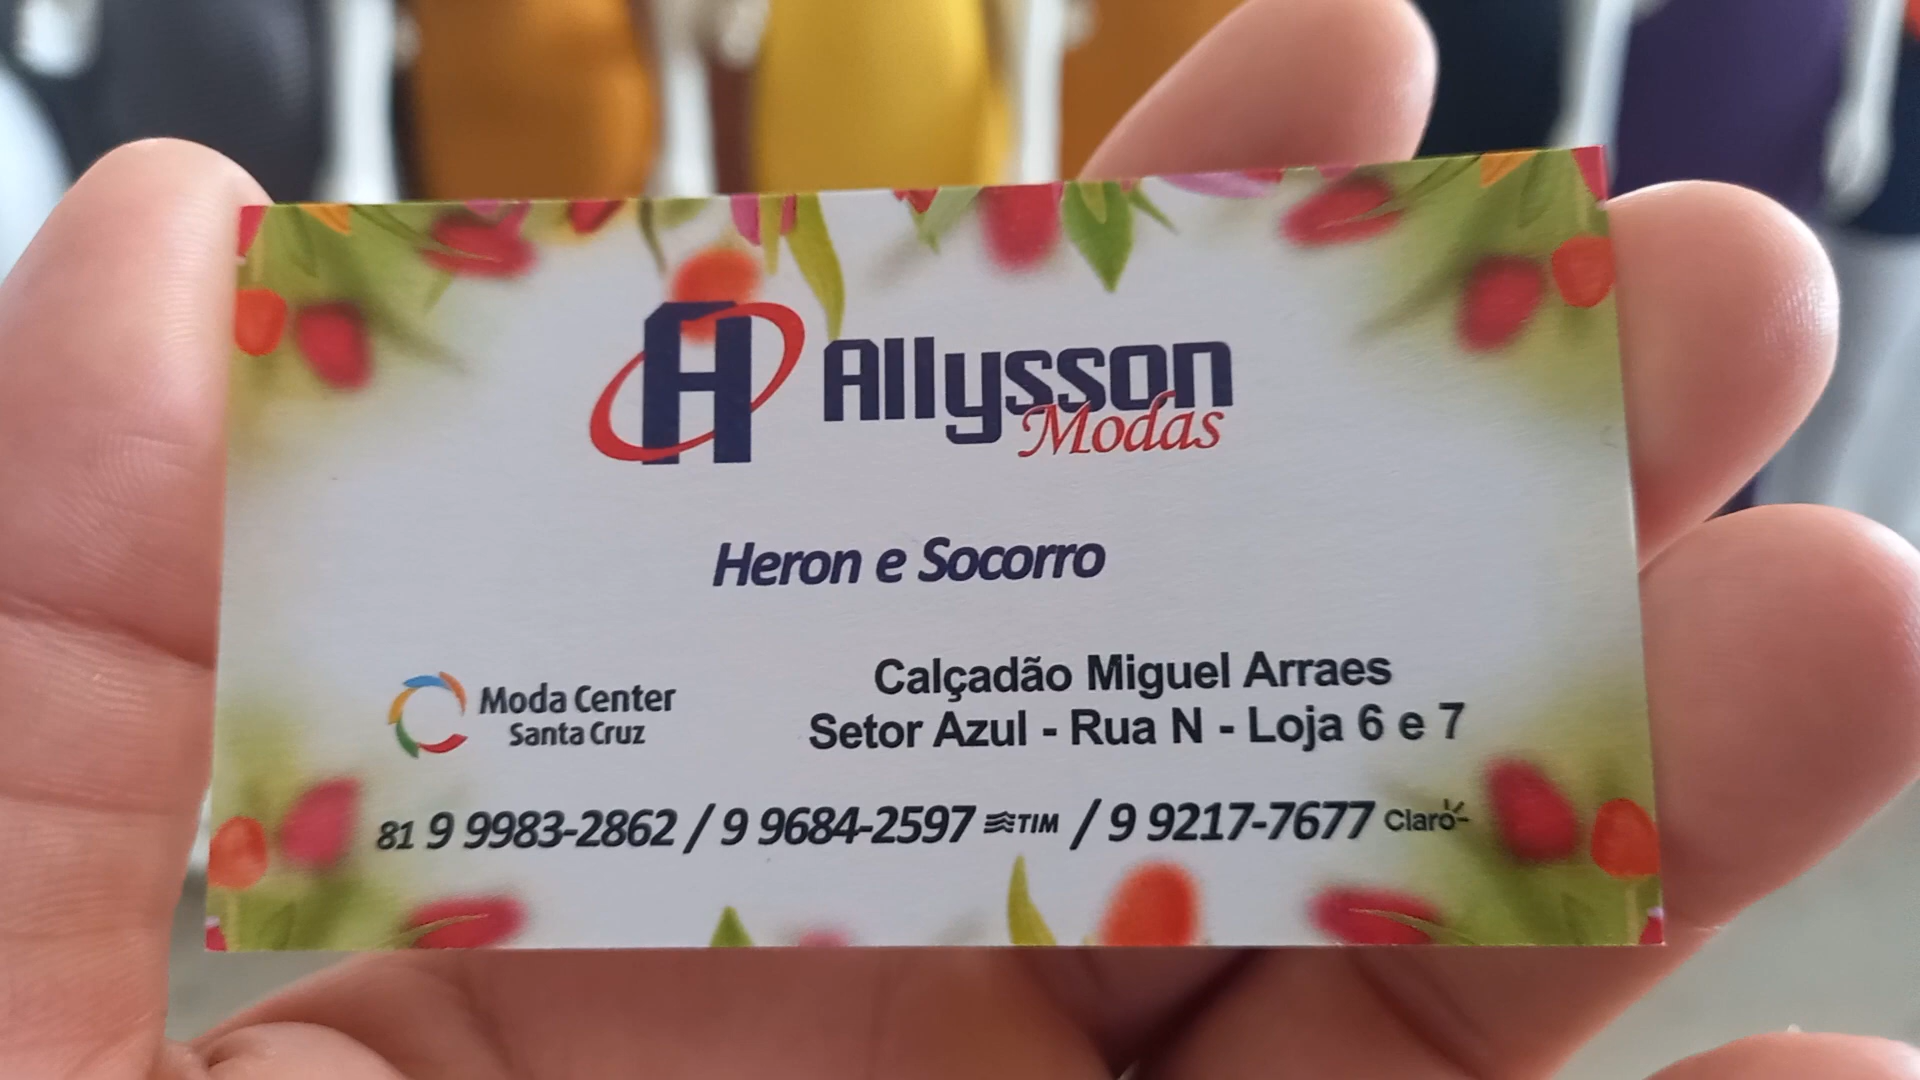 H Allysson
Modas
Heron e Socorro
Moda Center
Santa Cruz
Calçadão Miguel Arraes
Setor Azul - Rua N - Loja 6 e 7
81 9 9983-2862 / 9 9684-2597 TIM / 9 9217-7677 Claro